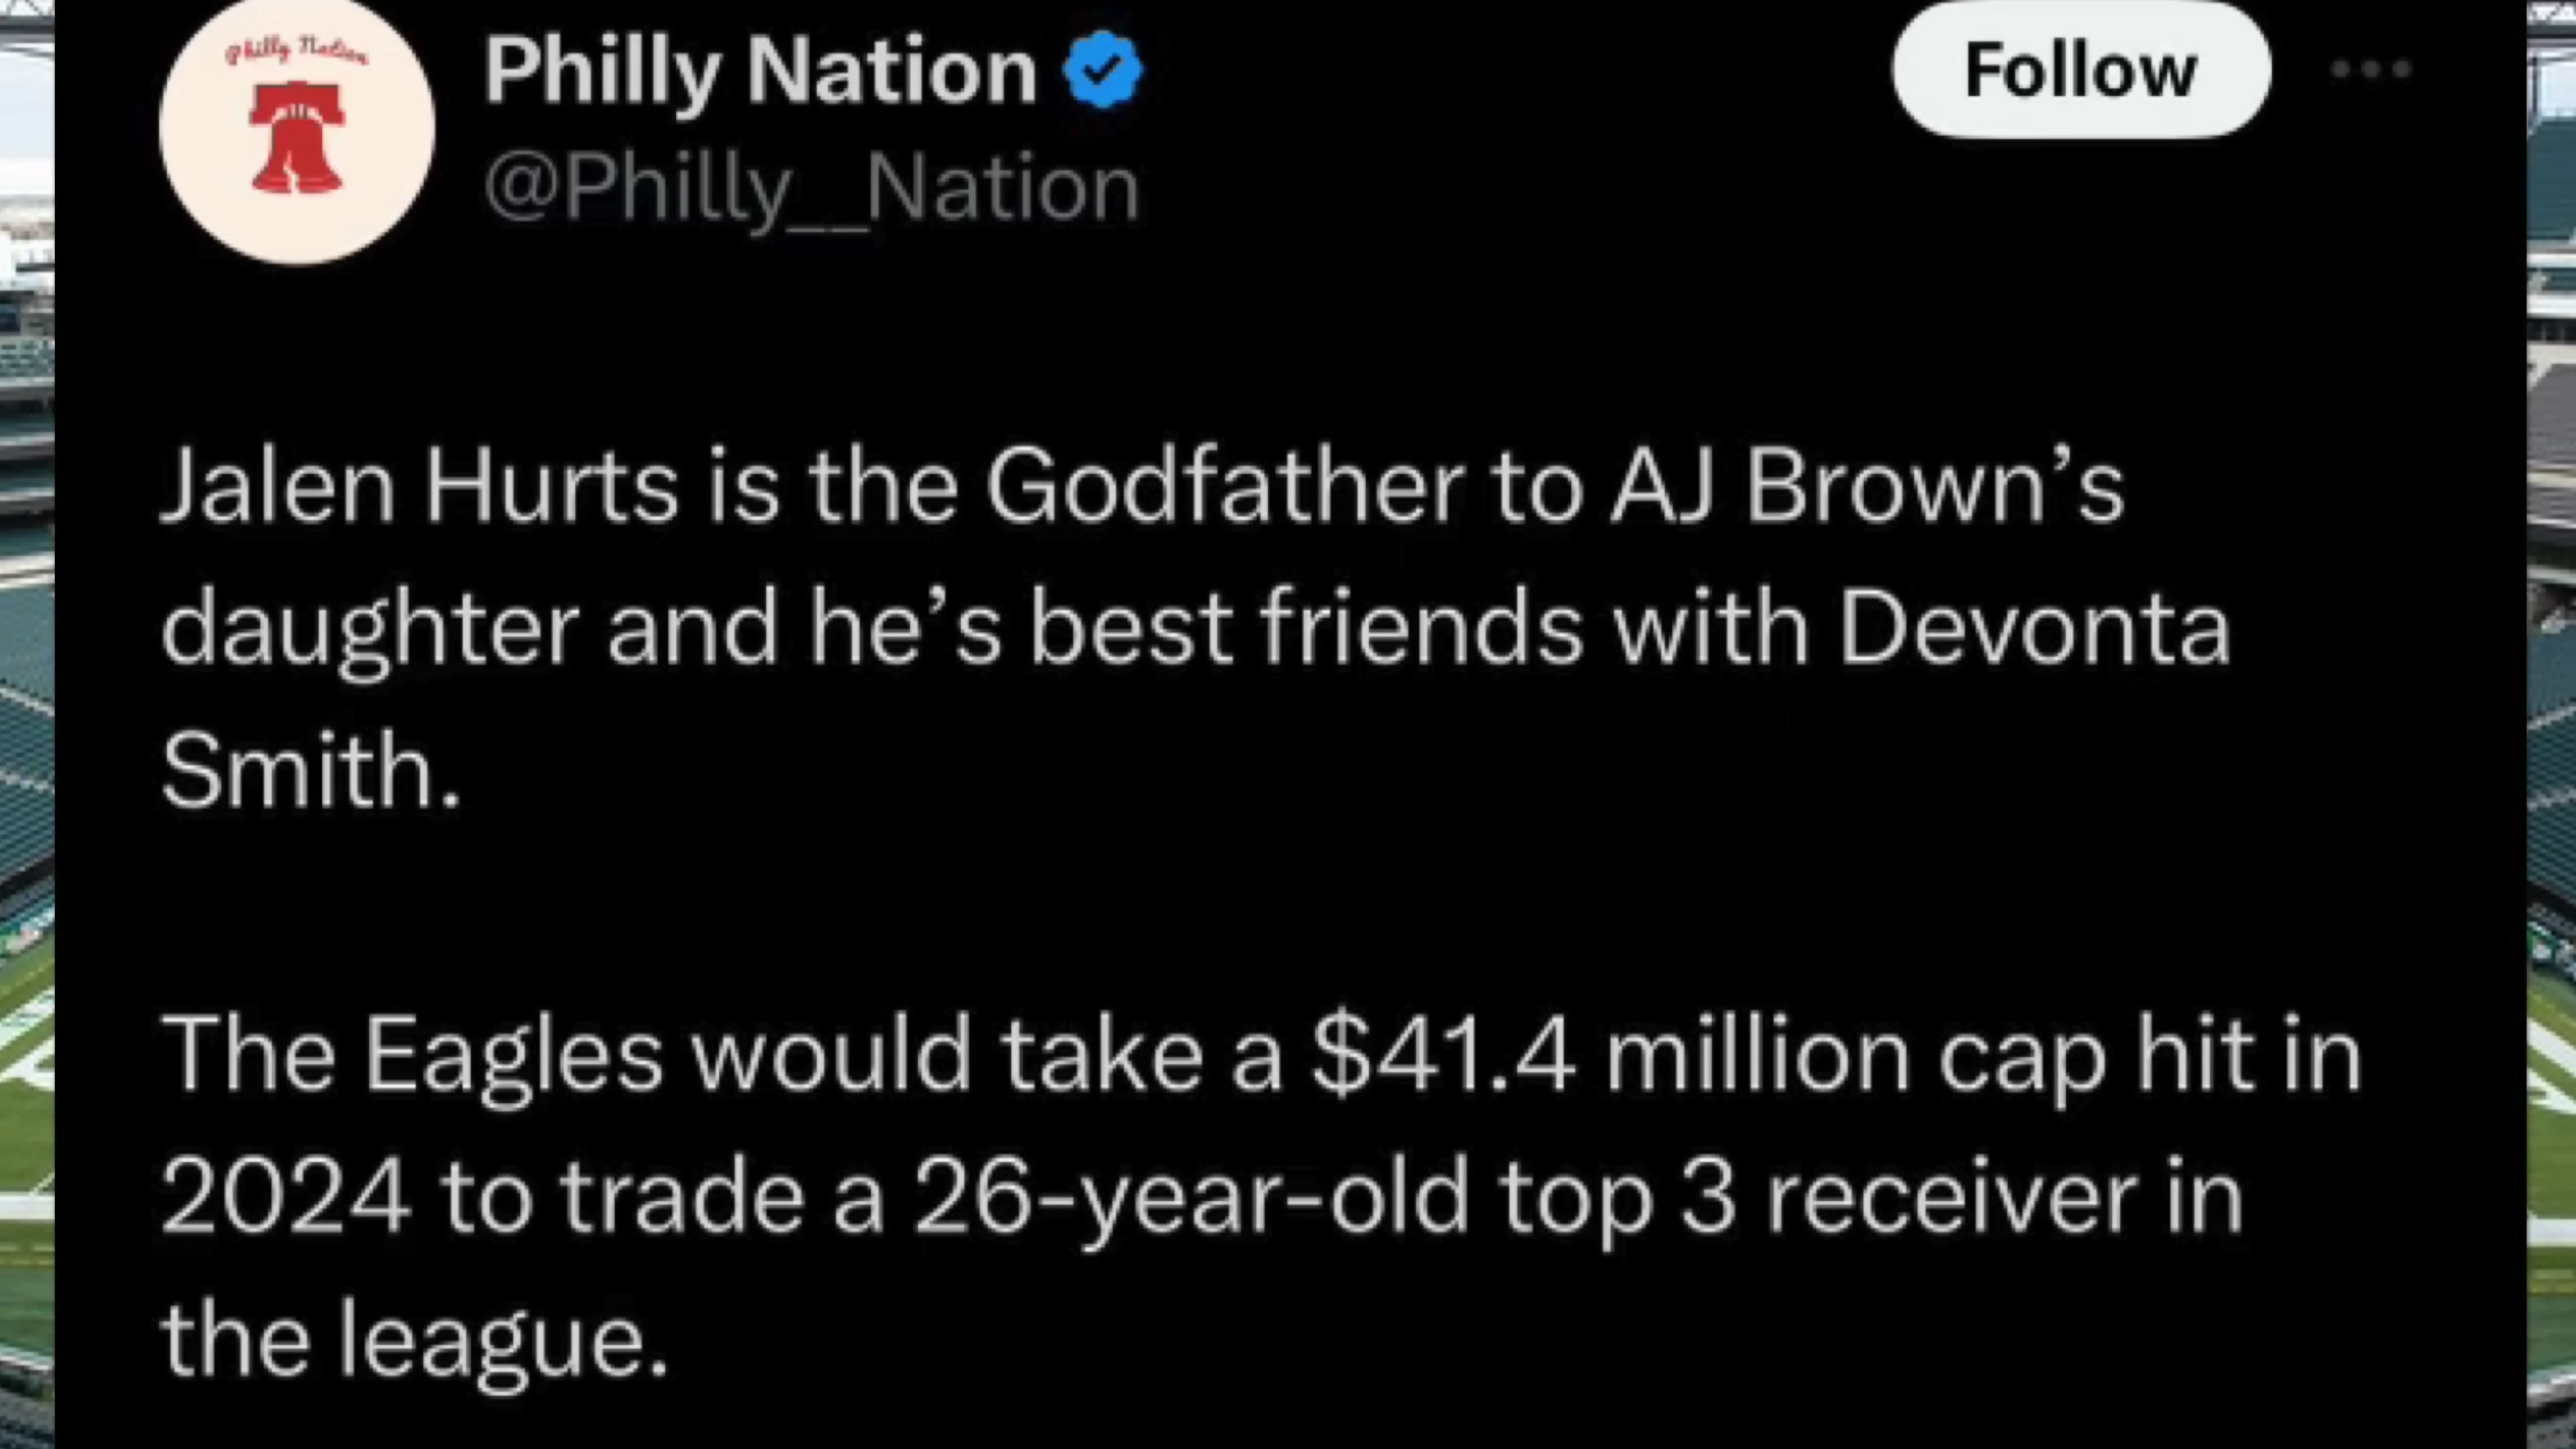 Philly Nation
Philly Nation
Follow
@Philly__Nation
Jalen Hurts is the Godfather to AJ Brown’s
daughter and he’s best friends with Devonta
Smith.
The Eagles would take a $41.4 million cap hit in
2024 to trade a 26-year-old top 3 receiver in
the league.